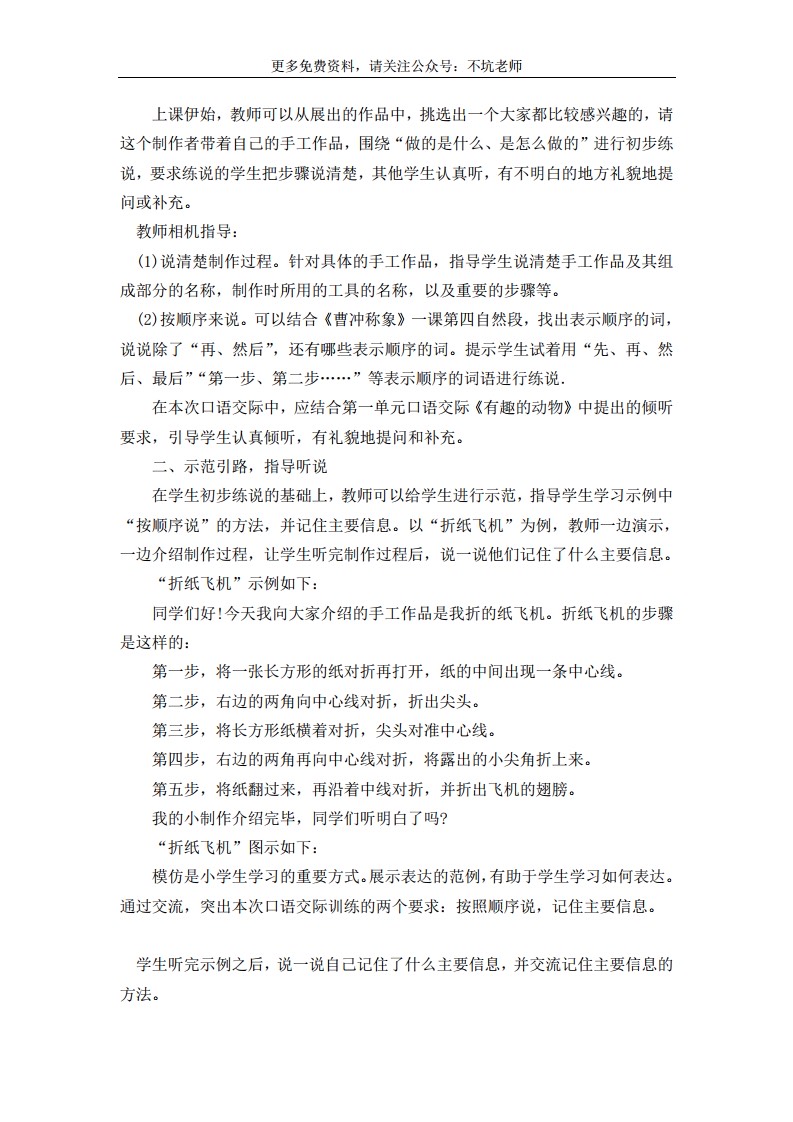 更多免费资料，请关注公众号：不坑老师
上课伊始，教师可以从展出的作品中，挑选出一个大家都比较感兴趣的，请
这个制作者带着自己的手工作品，围绕“做的是什么、是怎么做的”进行初步练
说，要求练说的学生把步骤说清楚，其他学生认真听，有不明白的地方礼貌地提
问或补充。
教师相机指导：
(1)说清楚制作过程。针对具体的手工作品，指导学生说清楚手工作品及其组
成部分的名称，制作时所用的工具的名称，以及重要的步骤等。
(2)按顺序来说。可以结合《曹冲称象》一课第四自然段，找出表示顺序的词，
说说除了“再、然后”，还有哪些表示顺序的词。提示学生试着用“先、再、然
后、最后”“第一步、第二步……”等表示顺序的词语进行练说.
在本次口语交际中，应结合第一单元口语交际《有趣的动物》中提出的倾听
要求，引导学生认真倾听，有礼貌地提问和补充。
二、示范引路，指导听说
在学生初步练说的基础上，教师可以给学生进行示范，指导学生学习示例中
“按顺序说”的方法，并记住主要信息。以“折纸飞机”为例，教师一边演示，
一边介绍制作过程，让学生听完制作过程后，说一说他们记住了什么主要信息。
“折纸飞机”示例如下：
同学们好!今天我向大家介绍的手工作品是我折的纸飞机。折纸飞机的步骤
是这样的：
第一步，将一张长方形的纸对折再打开，纸的中间出现一条中心线。
第二步，右边的两角向中心线对折，折出尖头。
第三步，将长方形纸横着对折，尖头对准中心线。
第四步，右边的两角再向中心线对折，将露出的小尖角折上来。
第五步，将纸翻过来，再沿着中线对折，并折出飞机的翅膀。
我的小制作介绍完毕，同学们听明白了吗?
“折纸飞机”图示如下：
模仿是小学生学习的重要方式。展示表达的范例，有助于学生学习如何表达。
通过交流，突出本次口语交际训练的两个要求：按照顺序说，记住主要信息。
学生听完示例之后，说一说自己记住了什么主要信息，并交流记住主要信息的
方法。